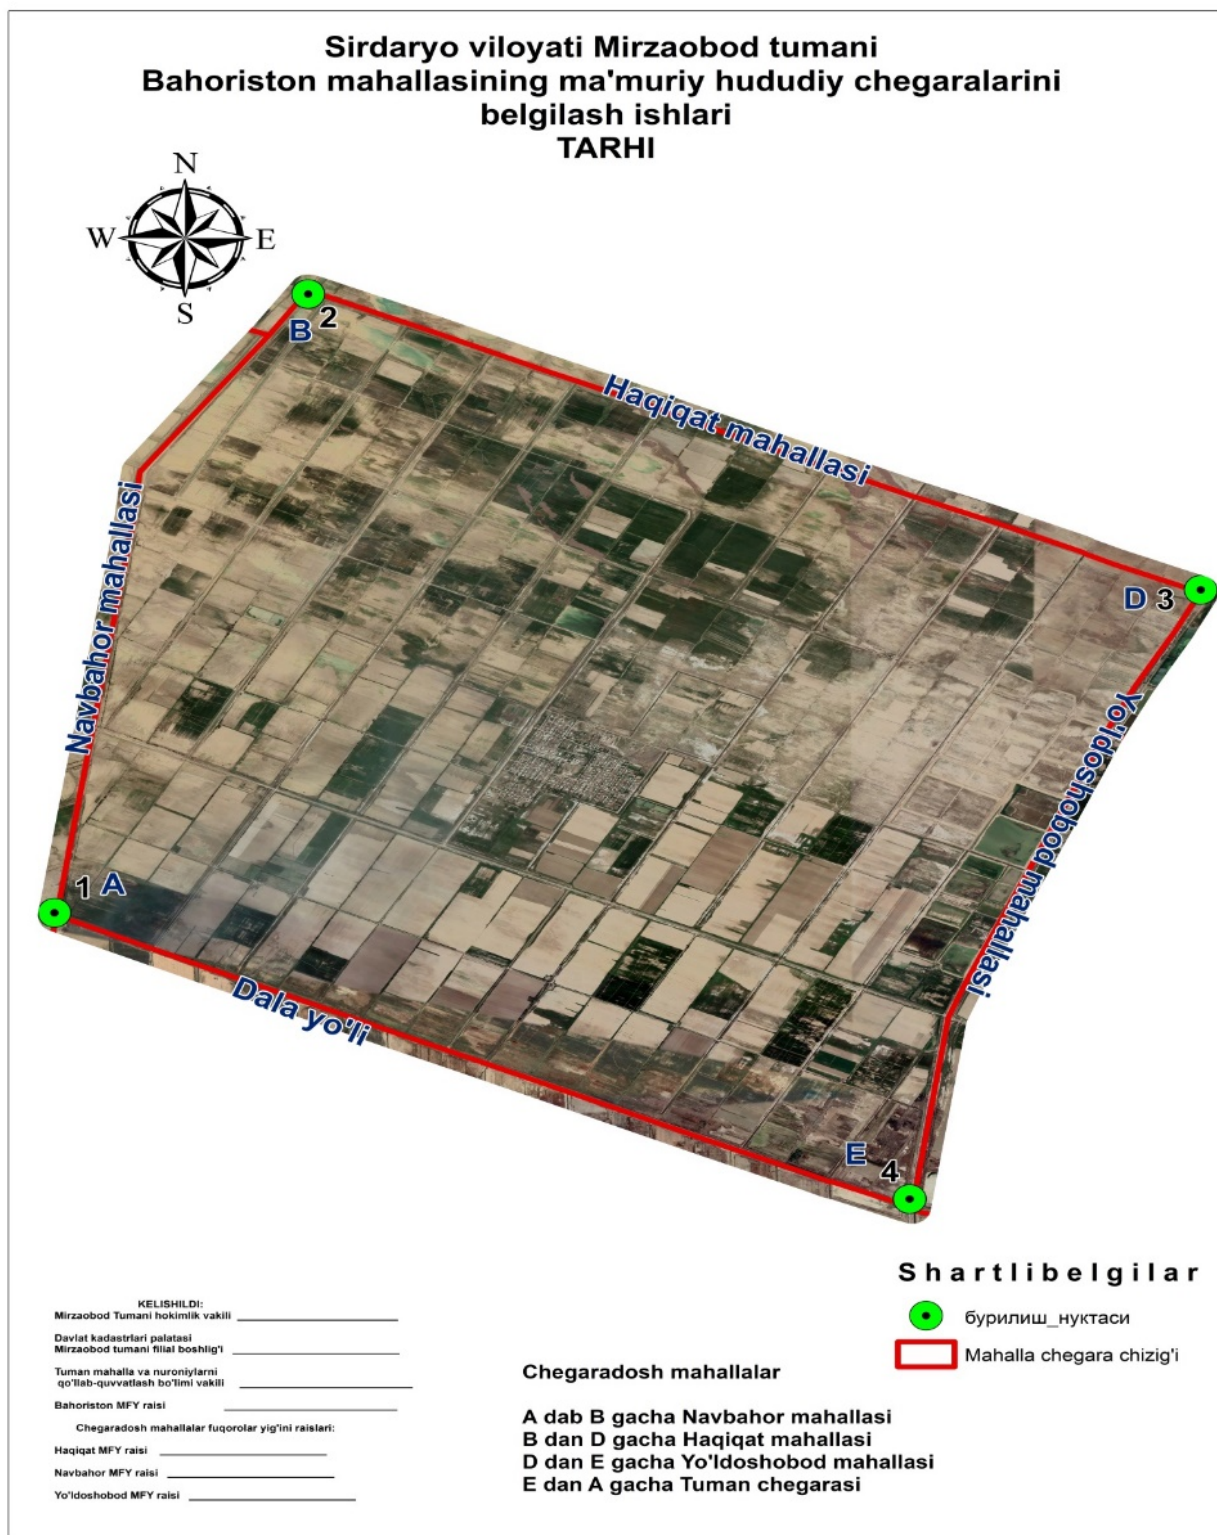 Sirdaryo viloyati Mirzaobod tumani
Bahoriston mahallasining ma'muriy hududiy chegaralarini
belgilash ishlari
TARHI
N
W E
S
B 2
Haqiqat mahallasi
D 3
Navbahor mahallasi
Yo'ldoshobod mahallasi
1 A
Dala yo'li
E 4
Shartlibelgilar
бурилиш_нуктаси
Mahalla chegara chizig'i
KELISHILDI:
Mirzaobod Tumani hokimlik vakili
Davlat kadastrlari palatasi
Mirzaobod tumani filial boshlig'i
Tuman mahalla va nuroniylarni
qo'llab-quvvatlash bo'limi vakili
Bahoriston MFY raisi
Chegaradosh mahallalar fuqorolar yig'ini raislari:
Haqiqat MFY raisi
Navbahor MFY raisi
Yo'ldoshobod MFY raisi
Chegaradosh mahallalar
A dab B gacha Navbahor mahallasi
B dan D gacha Haqiqat mahallasi
D dan E gacha Yo'ldoshobod mahallasi
E dan A gacha Tuman chegarasi